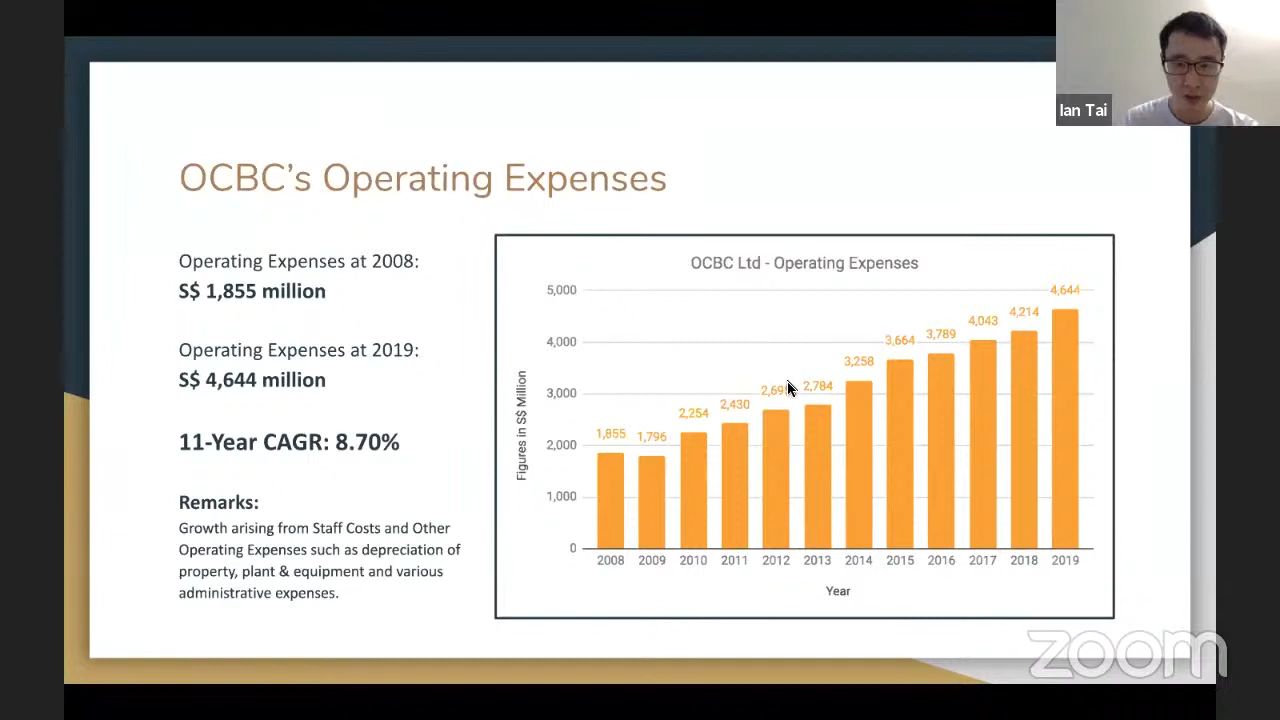 Ian Tai
OCBC's Operating Expenses
Operating Expenses at 2008:
S$ 1,855 million
Operating Expenses at 2019:
S$ 4,644 million
11-Year CAGR: 8.70%
Remarks:
Growth arising from Staff Costs and Other
Operating Expenses such as depreciation of
property, plant & equipment and various
administrative expenses.
OCBC Ltd - Operating Expenses
5,000
4,000
3,000
2,000
1,000
0
Figures in S$ Million
1,855
1,796
2,254
2,430
2,784
3,258
3,664
3,789
4,043
4,214
4,644
2008 2009 2010 2011 2012 2013 2014 2015 2016 2017 2018 2019
Year
zoom